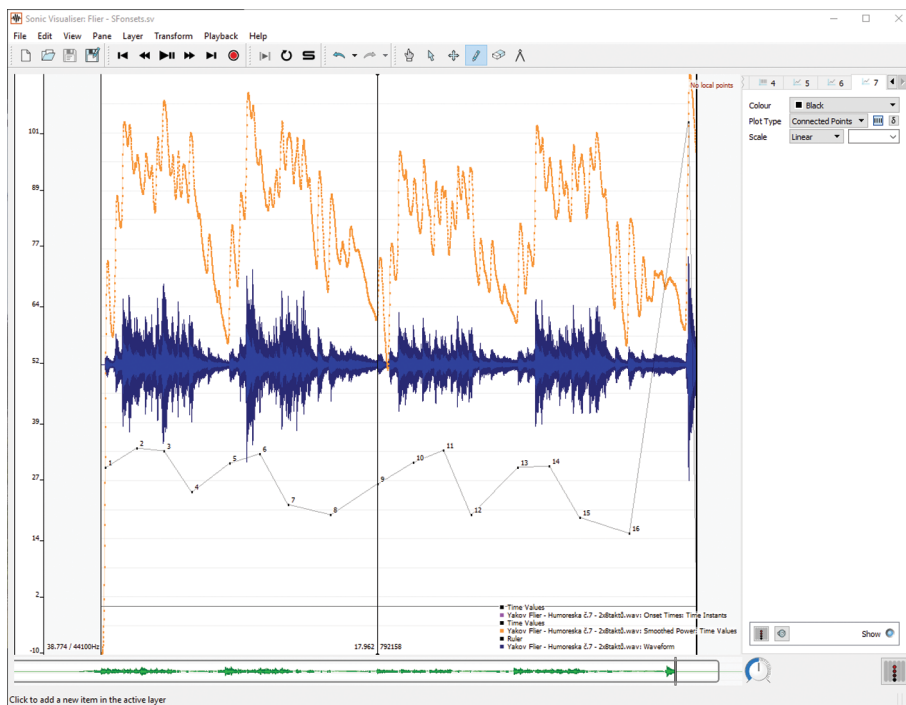 Sonic Visualiser: Flier - SFonsets.sv
File Edit View Pane Layer Transform Playback Help
No local points
4 5 6 7
Colour Black
Plot Type Connected Points δ
Scale Linear
101
89
77
64
52
39
27
14
2
-10
1 2 3 4 5 6 7 8 9 10 11 12 13 14 15 16
Time Values
Yakov Flier - Humoreska č.7 - 2x8taktů.wav: Onset Times: Time Instants
Time Values
Yakov Flier - Humoreska č.7 - 2x8taktů.wav: Smoothed Power: Time Values
Ruler
Yakov Flier - Humoreska č.7 - 2x8taktů.wav: Waveform
38.774 / 44100Hz 17.962 792158
Show
Click to add a new item in the active layer